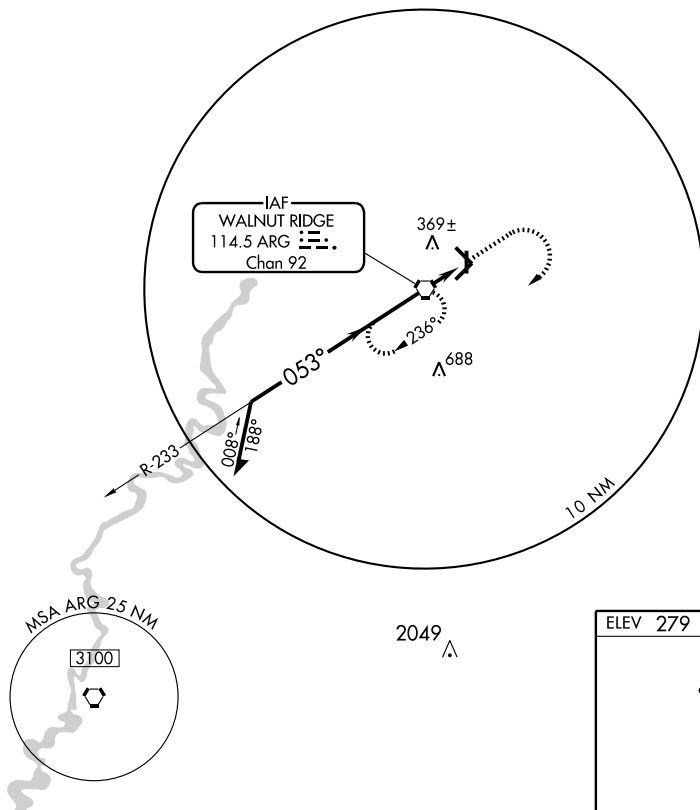 IAF
WALNUT RIDGE
114.5 ARG
Chan 92
369±
236°
688
053°
008°
188°
R-233
10 NM
MSA ARG 25 NM
3100
2049
ELEV 279